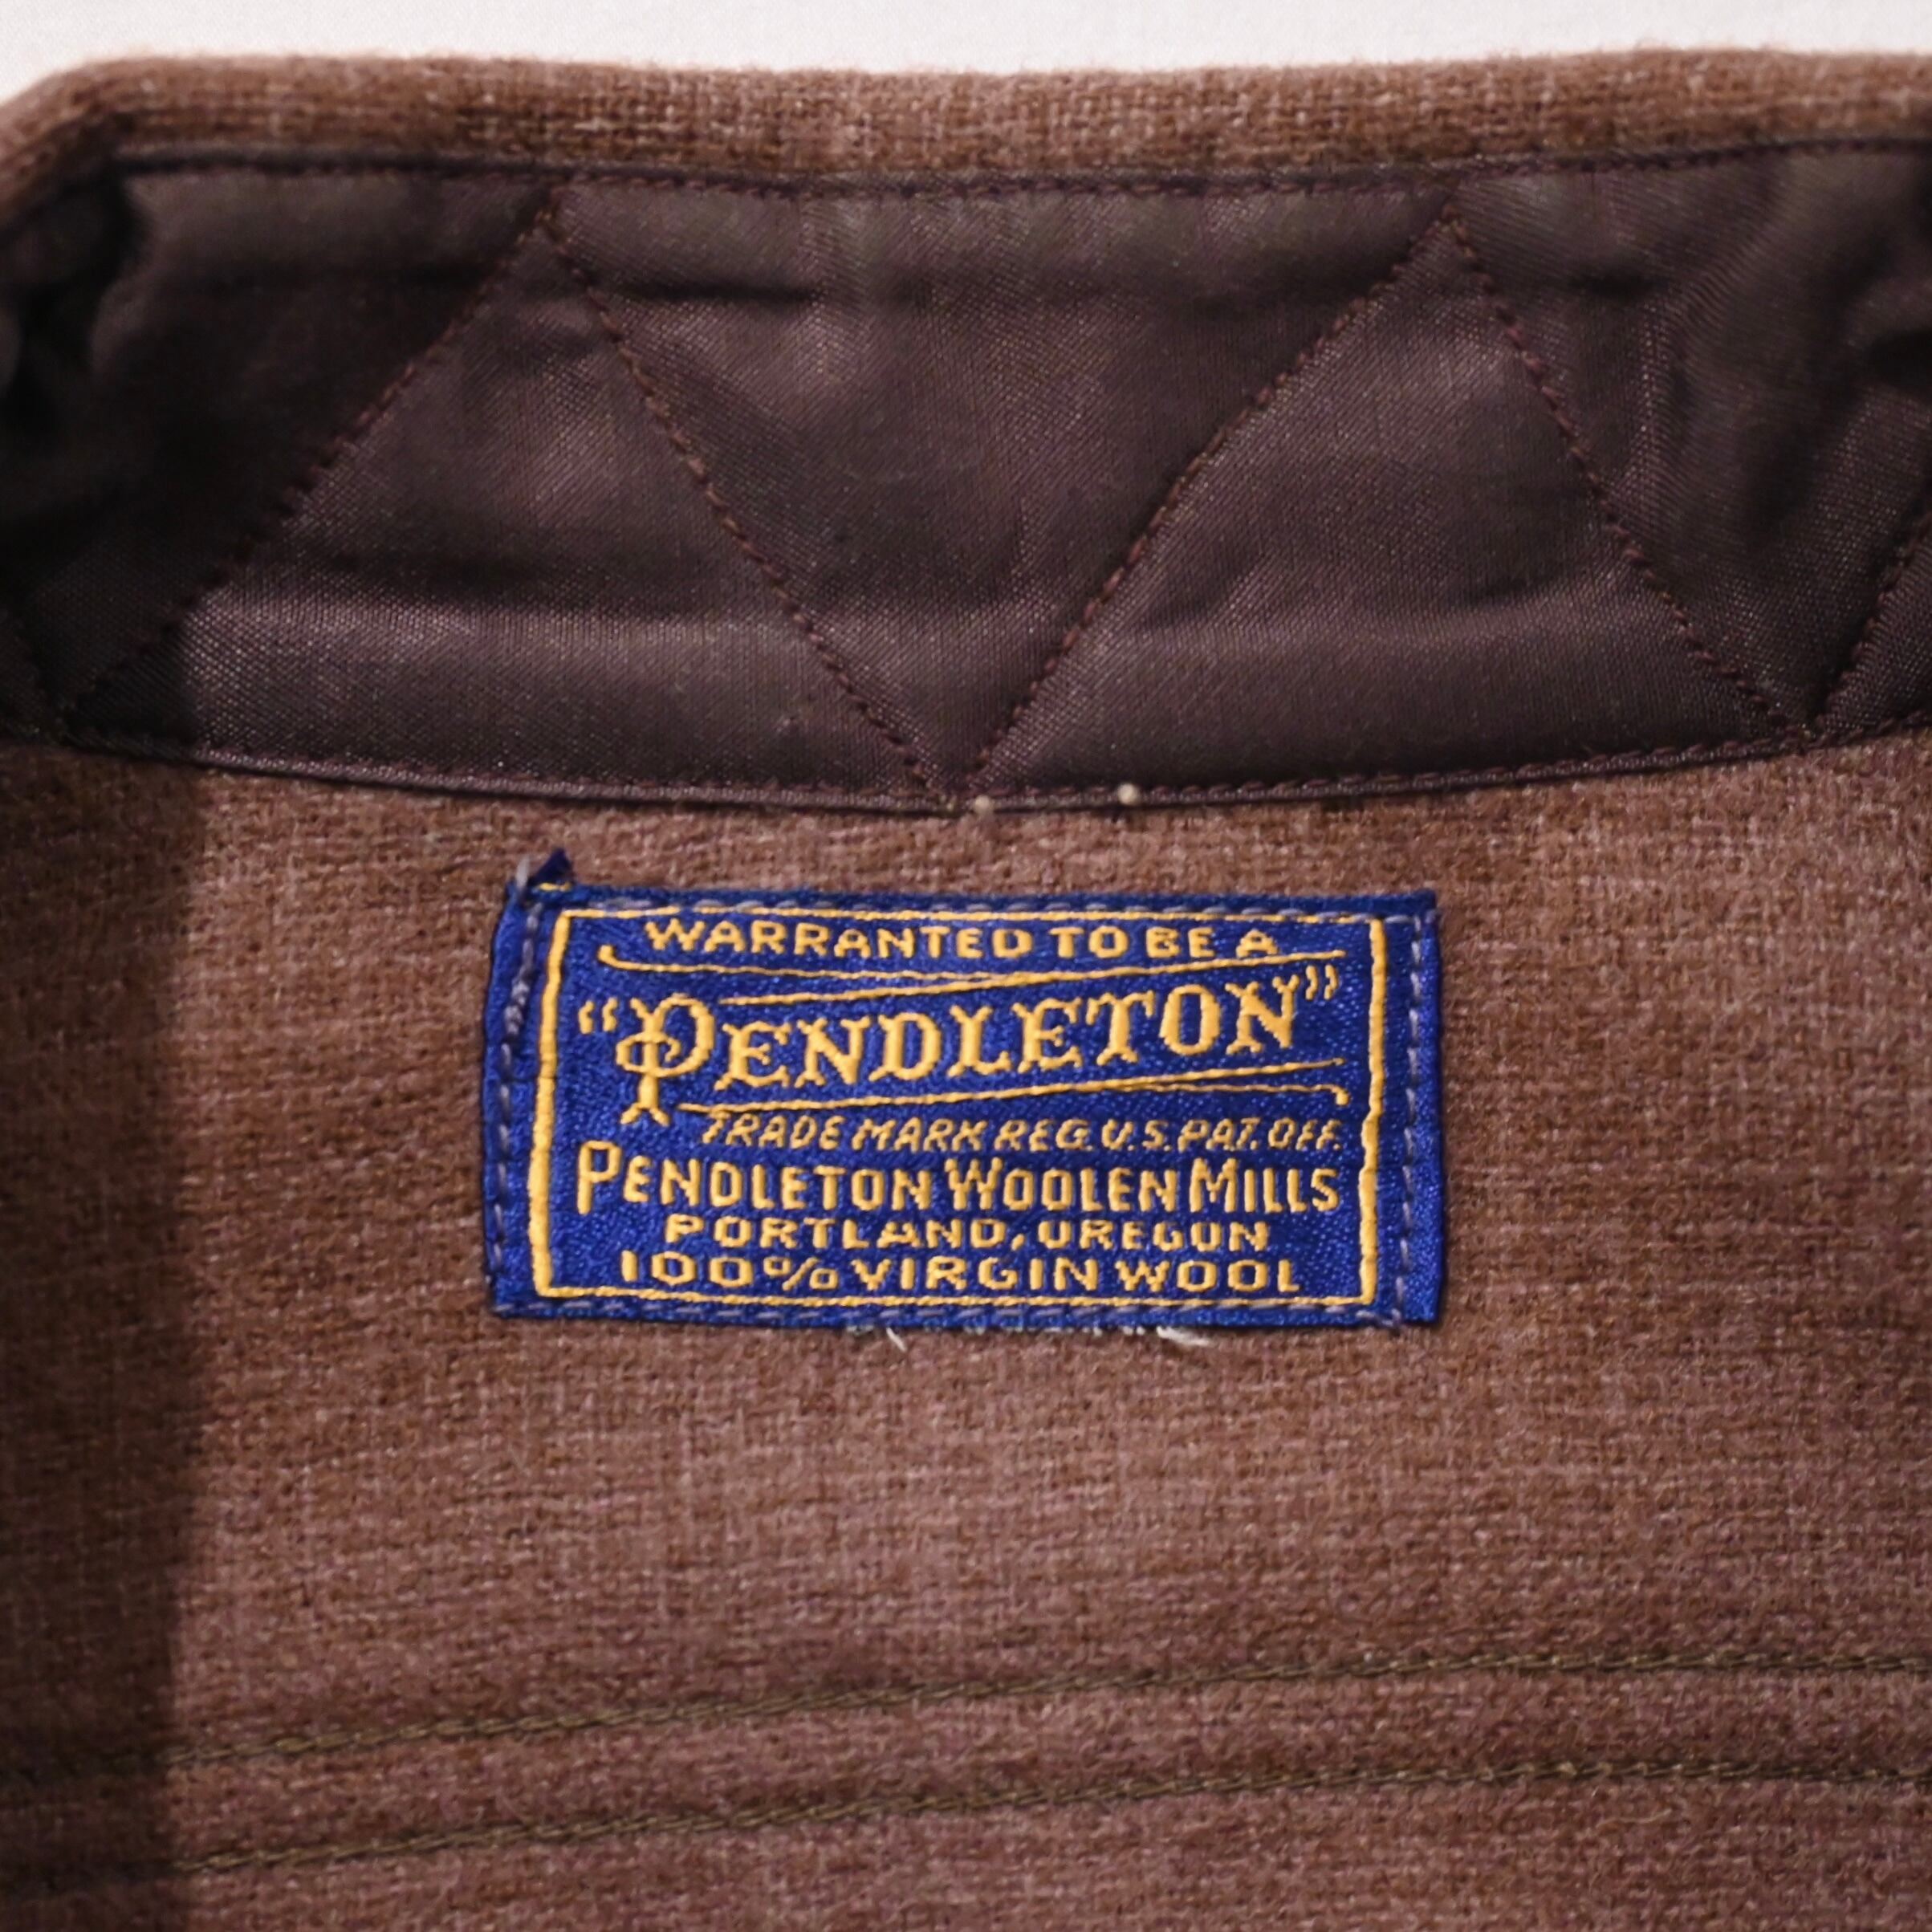 WARRANTED TO BE A
"PENDLETON"
TRADE MARK REG. U.S. PAT. OFF.
PENDLETON WOOLEN MILLS
PORTLAND, OREGON
100% VIRGIN WOOL